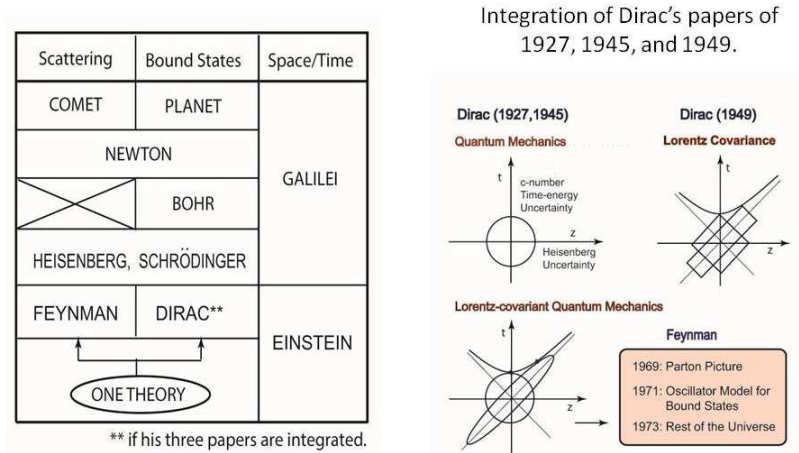 Scattering
Bound States
Space/Time
COMET
PLANET
NEWTON
GALILEI
BOHR
HEISENBERG, SCHRÖDINGER
FEYNMAN
DIRAC**
EINSTEIN
ONE THEORY
** if his three papers are integrated.
Integration of Dirac's papers of
1927, 1945, and 1949.
Dirac (1927,1945)
Quantum Mechanics
t
c-number
Time-energy
Uncertainty
z
Heisenberg
Uncertainty
Dirac (1949)
Lorentz Covariance
t
z
Lorentz-covariant Quantum Mechanics
t
z
Feynman
1969: Parton Picture
1971: Oscillator Model for
Bound States
1973: Rest of the Universe